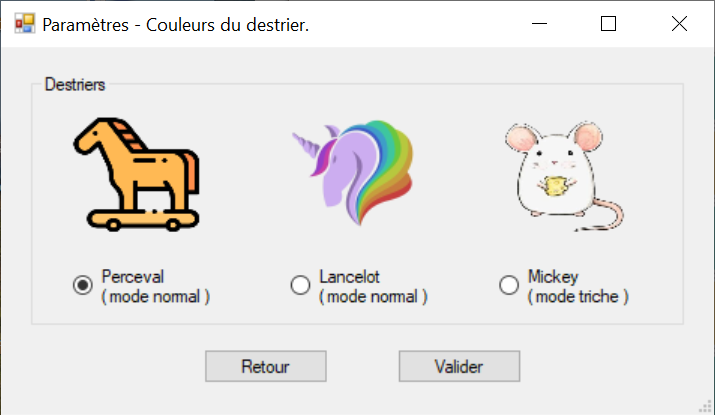 Paramètres - Couleurs du destrier.
Destriers
Perceval
( mode normal )
Lancelot
( mode normal )
Mickey
( mode triche )
Retour
Valider